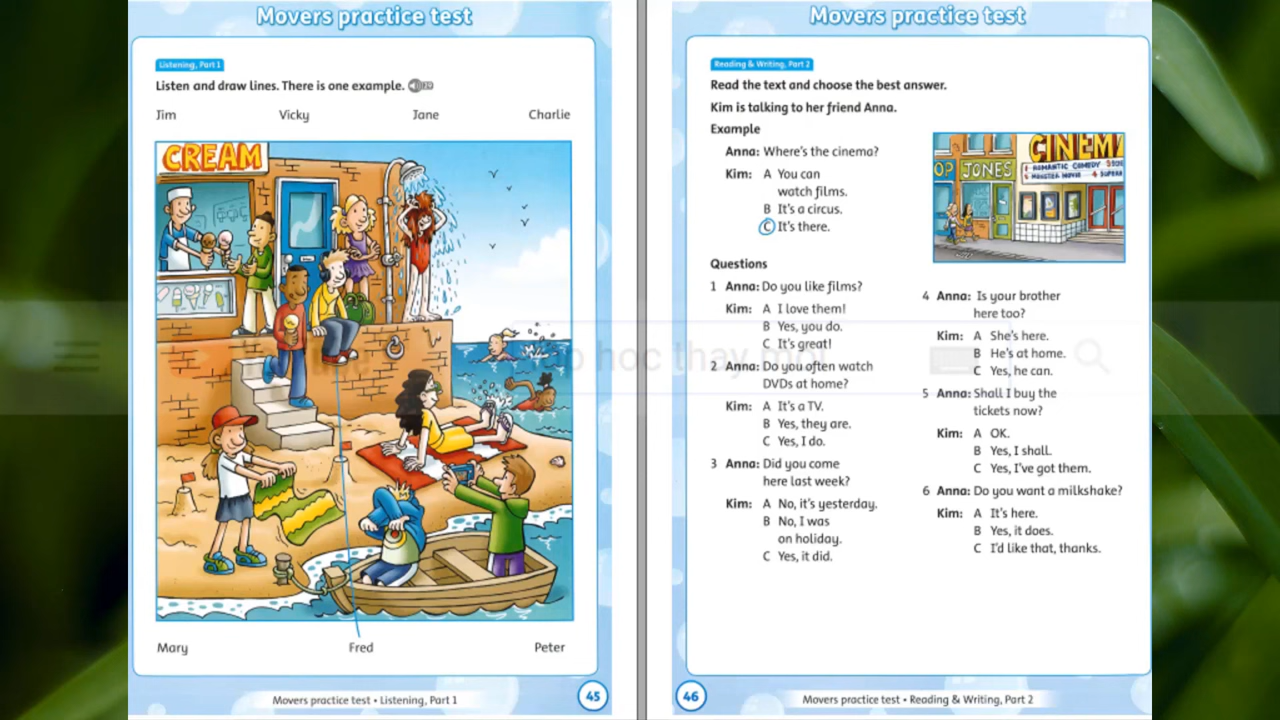 Movers practice test
Listening, Part 1
Listen and draw lines. There is one example.
Jim Vicky Jane Charlie
CREAM
Mary Fred Peter
Movers practice test • Listening, Part 1
45
Movers practice test
Reading & Writing, Part 2
Read the text and choose the best answer.
Kim is talking to her friend Anna.
Example
Anna: Where's the cinema?
Kim: A You can
watch films.
B It's a circus.
C It's there.
OP JONES
CINEMA
ROMANTIC COMEDY
MONSTER MOVIE
Questions
1 Anna: Do you like films?
Kim: A I love them!
B Yes, you do.
C It's great!
2 Anna: Do you often watch
DVDs at home?
Kim: A It's a TV.
B Yes, they are.
C Yes, I do.
3 Anna: Did you come
here last week?
Kim: A No, it's yesterday.
B No, I was
on holiday.
C Yes, it did.
4 Anna: Is your brother
here too?
Kim: A She's here.
B He's at home.
C Yes, he can.
5 Anna: Shall I buy the
tickets now?
Kim: A OK.
B Yes, I shall.
C Yes, I've got them.
6 Anna: Do you want a milkshake?
Kim: A It's here.
B Yes, it does.
C I'd like that, thanks.
46
Movers practice test • Reading & Writing, Part 2